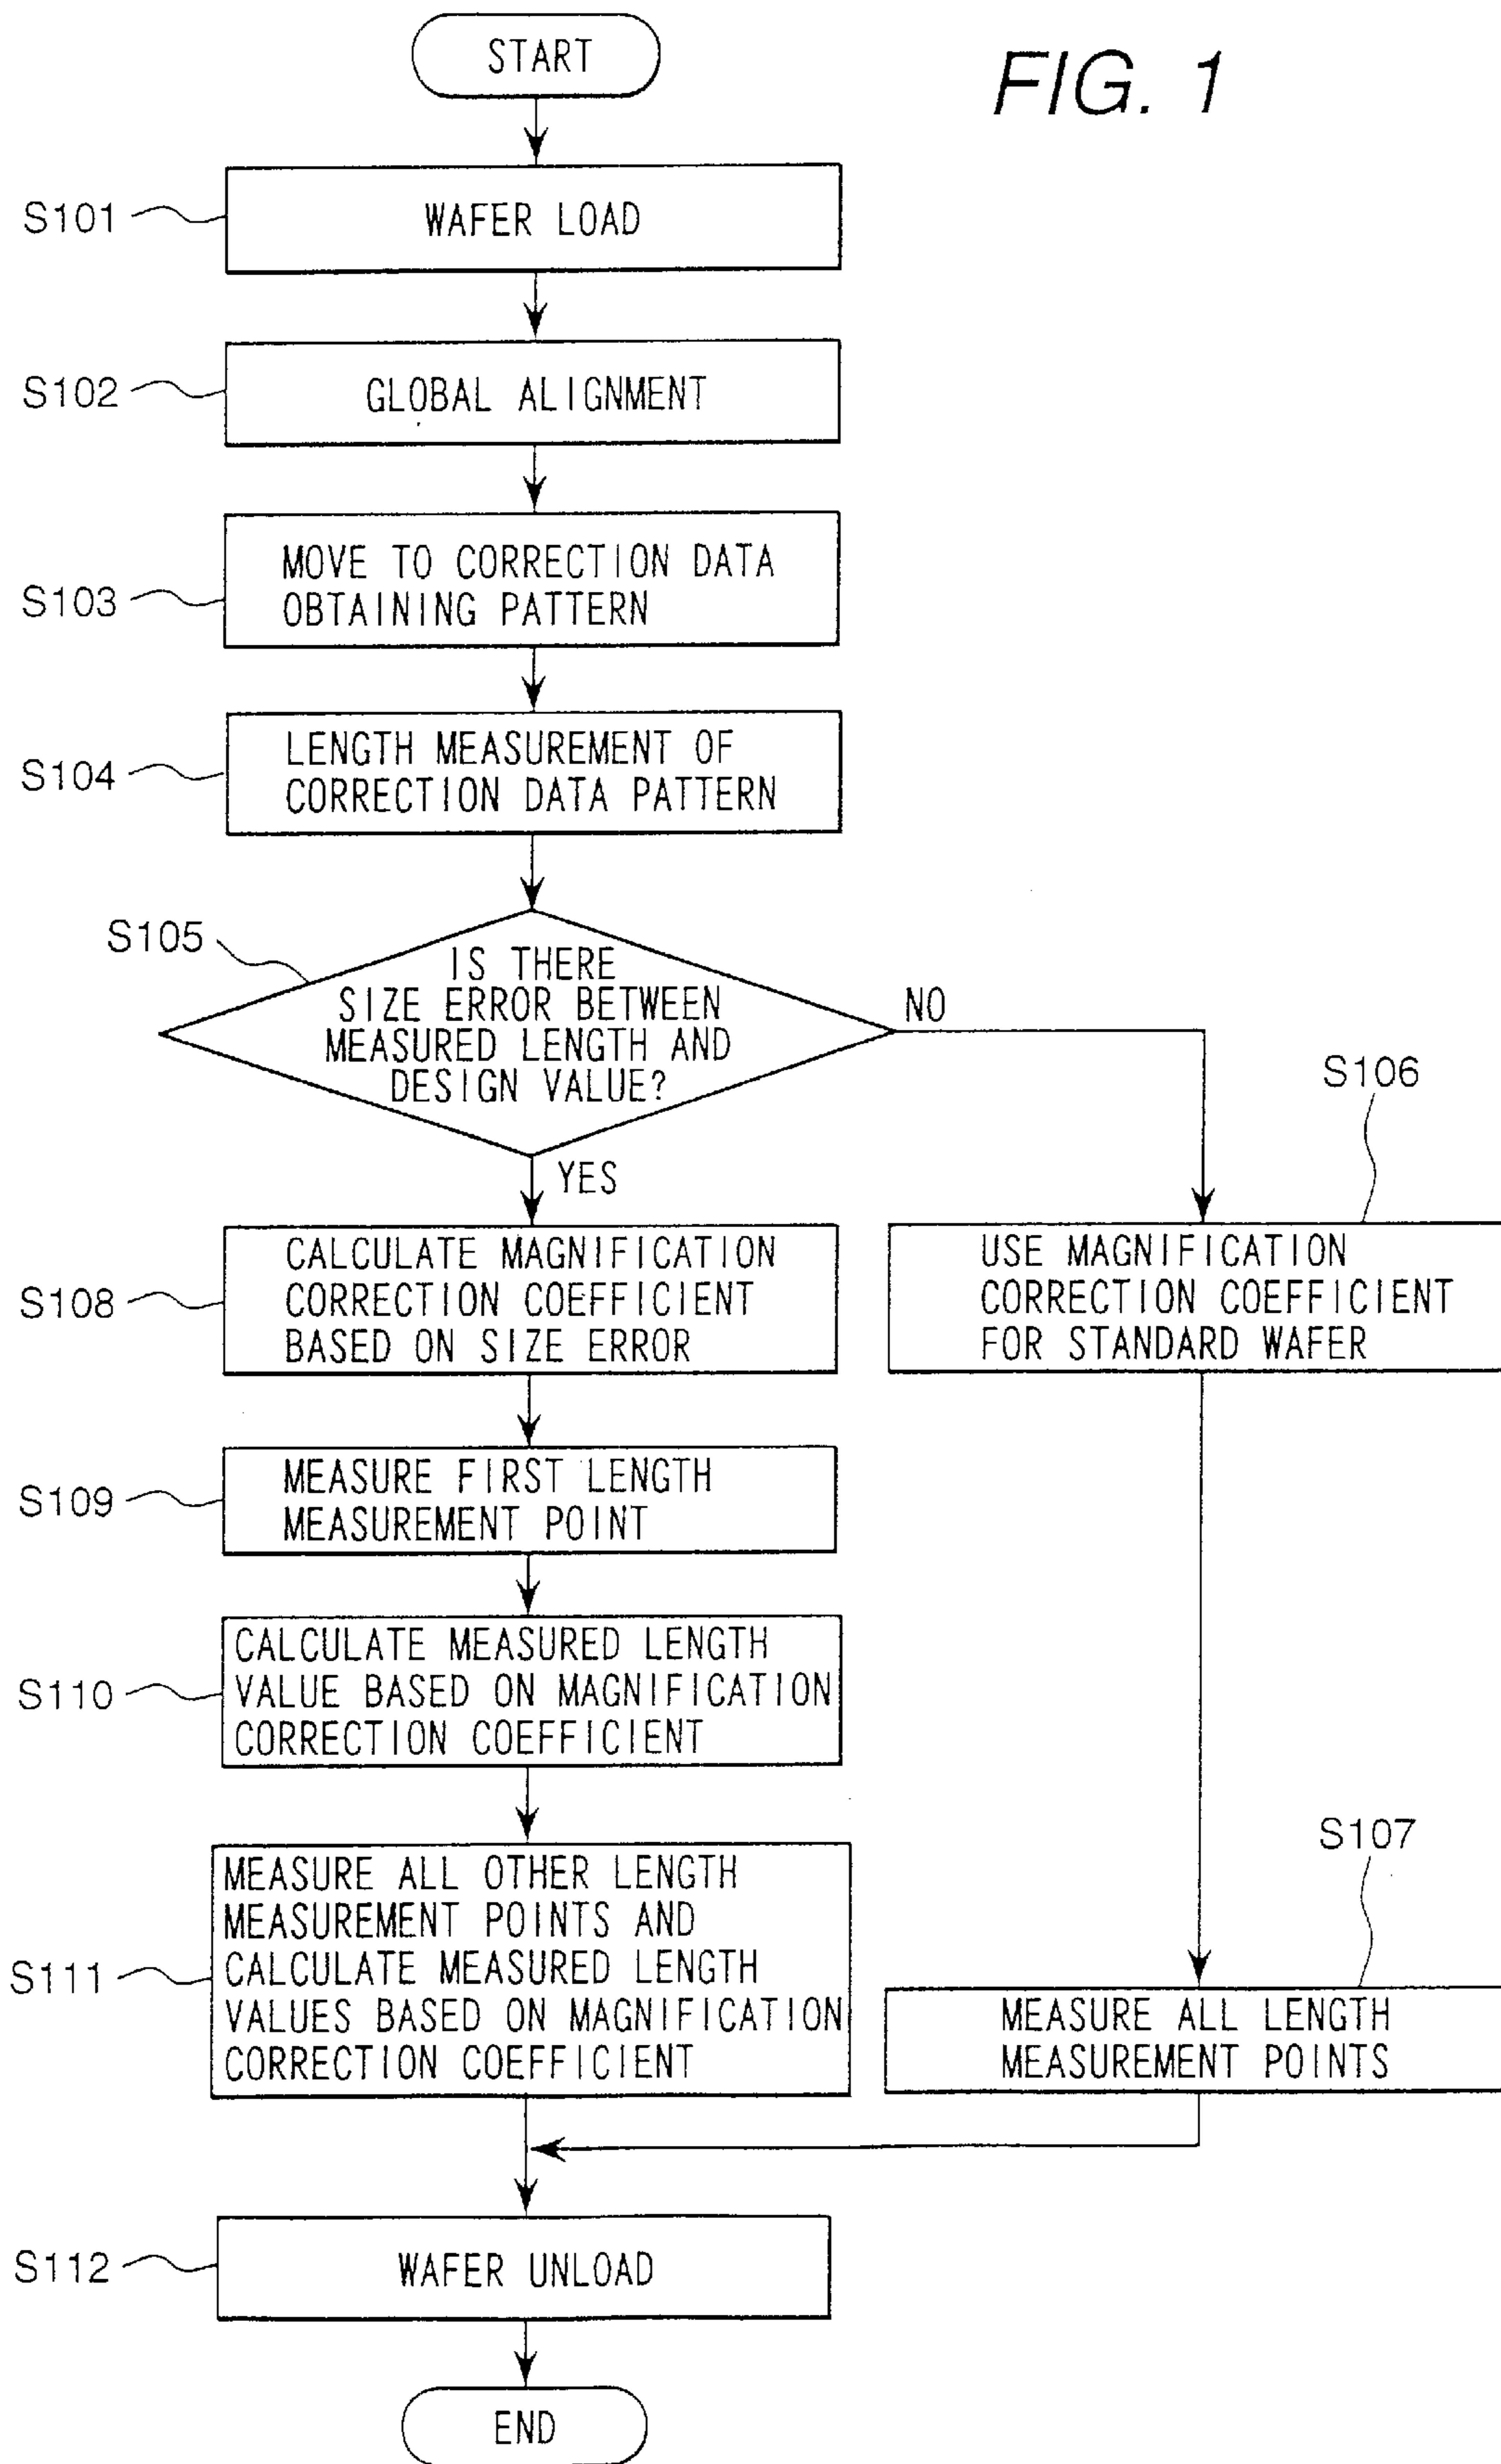 FIG. 1
START
S101
WAFER LOAD
S102
GLOBAL ALIGNMENT
S103
MOVE TO CORRECTION DATA
OBTAINING PATTERN
S104
LENGTH MEASUREMENT OF
CORRECTION DATA PATTERN
S105
IS THERE
SIZE ERROR BETWEEN
MEASURED LENGTH AND
DESIGN VALUE?
NO
YES
S106
USE MAGNIFICATION
CORRECTION COEFFICIENT
FOR STANDARD WAFER
S108
CALCULATE MAGNIFICATION
CORRECTION COEFFICIENT
BASED ON SIZE ERROR
S109
MEASURE FIRST LENGTH
MEASUREMENT POINT
S110
CALCULATE MEASURED LENGTH
VALUE BASED ON MAGNIFICATION
CORRECTION COEFFICIENT
S107
MEASURE ALL LENGTH
MEASUREMENT POINTS
S111
MEASURE ALL OTHER LENGTH
MEASUREMENT POINTS AND
CALCULATE MEASURED LENGTH
VALUES BASED ON MAGNIFICATION
CORRECTION COEFFICIENT
S112
WAFER UNLOAD
END